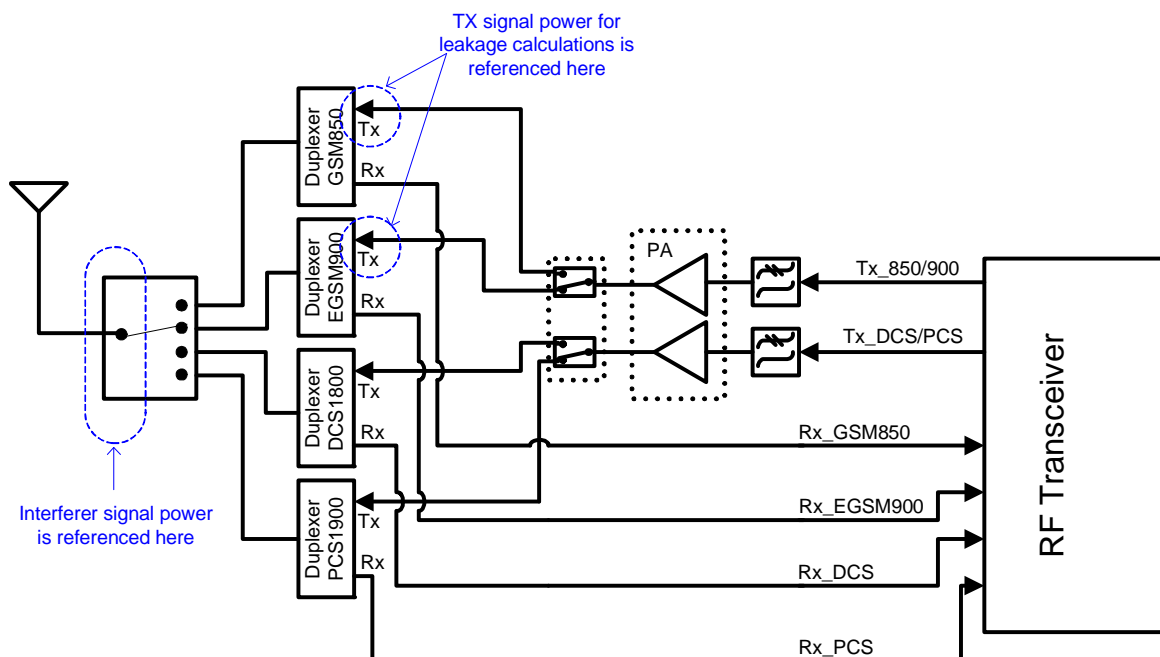 TX signal power for
leakage calculations is
referenced here
Duplexer
GSM850
Tx
Rx
Duplexer
EGSM900
Tx
Rx
PA
Tx_850/900
Tx_DCS/PCS
Duplexer
DCS1800
Tx
Rx
Rx_GSM850
Duplexer
PCS1900
Tx
Rx
Rx_EGSM900
Rx_DCS
Rx_PCS
RF Transceiver
Interferer signal power
is referenced here